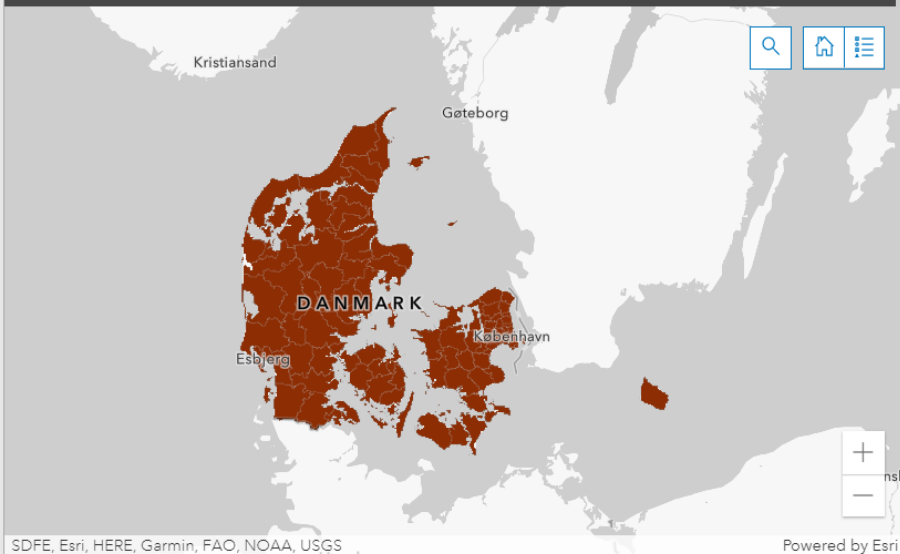 Kristiansand
Gøteborg
DANMARK
København
Esbjerg
SDFE, Esri, HERE, Garmin, FAO, NOAA, USGS
Powered by Esri